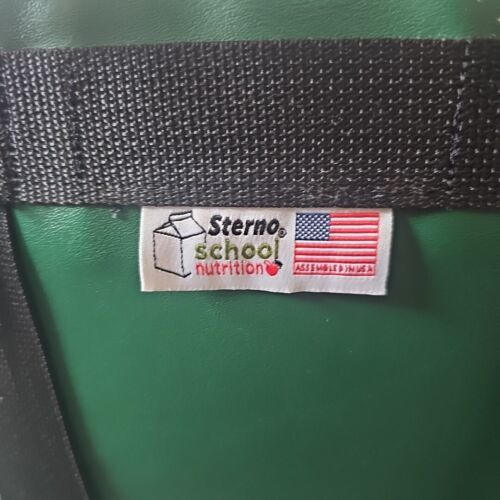 Sterno®
school
nutrition
ASSEMBLED IN USA